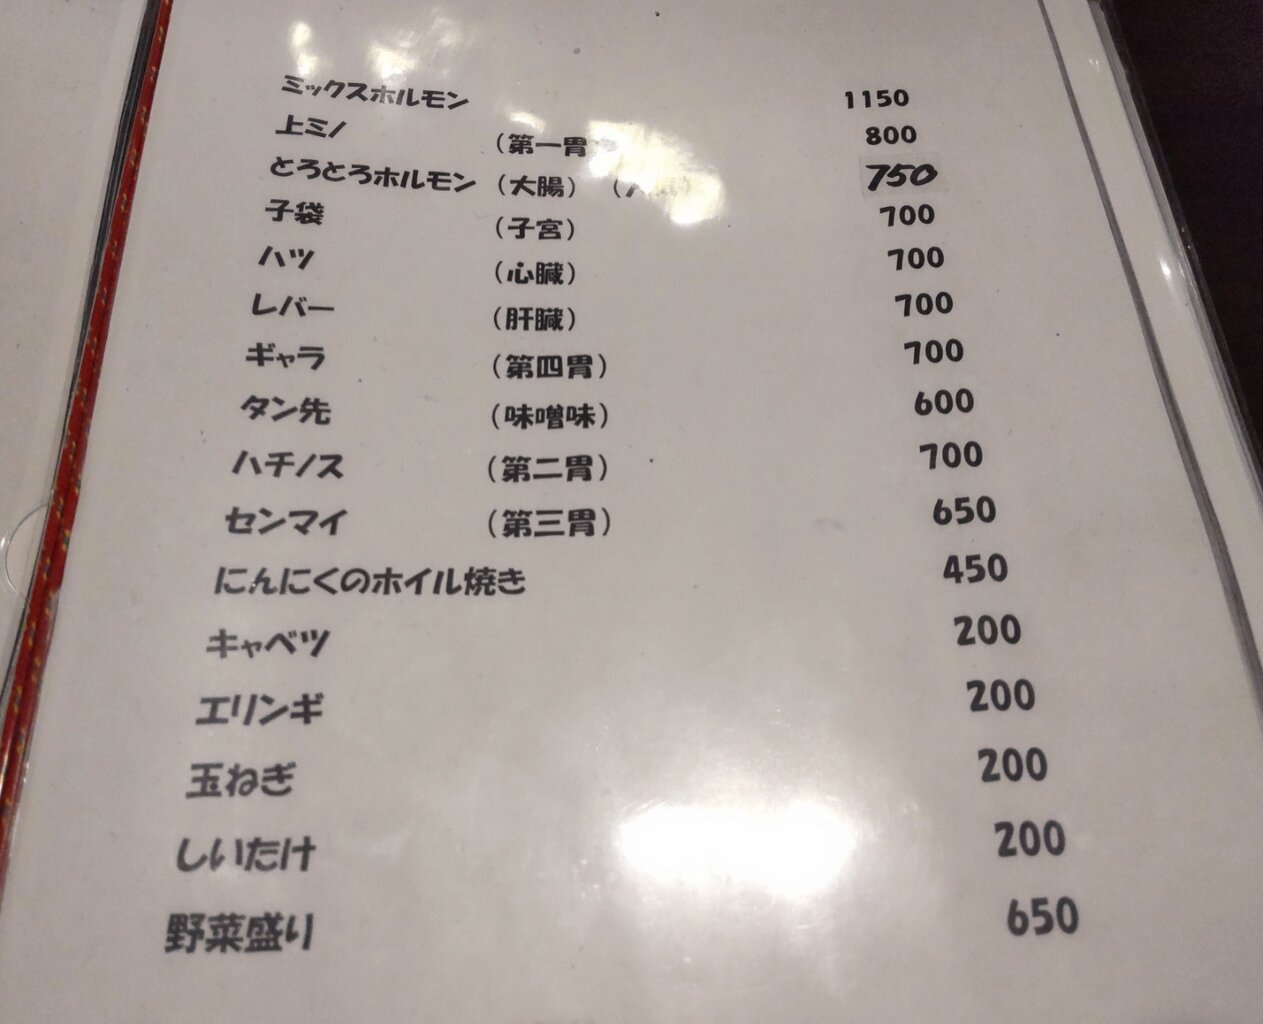 ミックスホルモン 1150
上ミノ （第一胃 800
とろとろホルモン （大腸） 750
子袋 （子宮） 700
ハツ （心臓） 700
レバー （肝臓） 700
ギャラ （第四胃） 700
タン先 （味噌味） 600
ハチノス （第二胃） 700
センマイ （第三胃） 650
にんにくのホイル焼き 450
キャベツ 200
エリンギ 200
玉ねぎ 200
しいたけ 200
野菜盛り 650